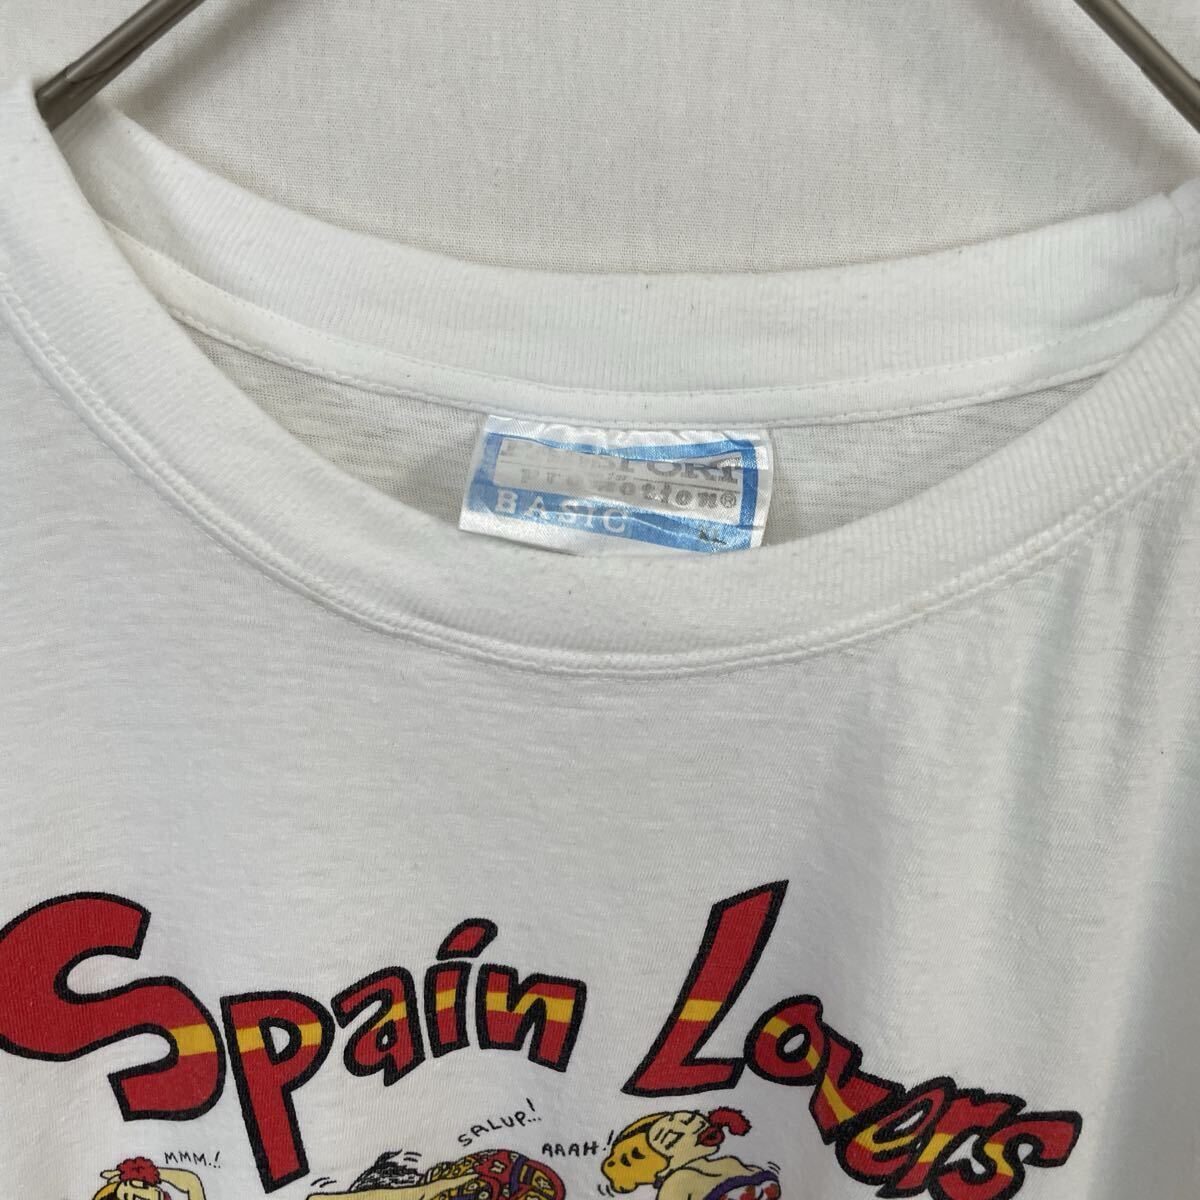 Promotion®
BASIC
Spain Lovers
MMM.!
SALUP..!
AAAH!